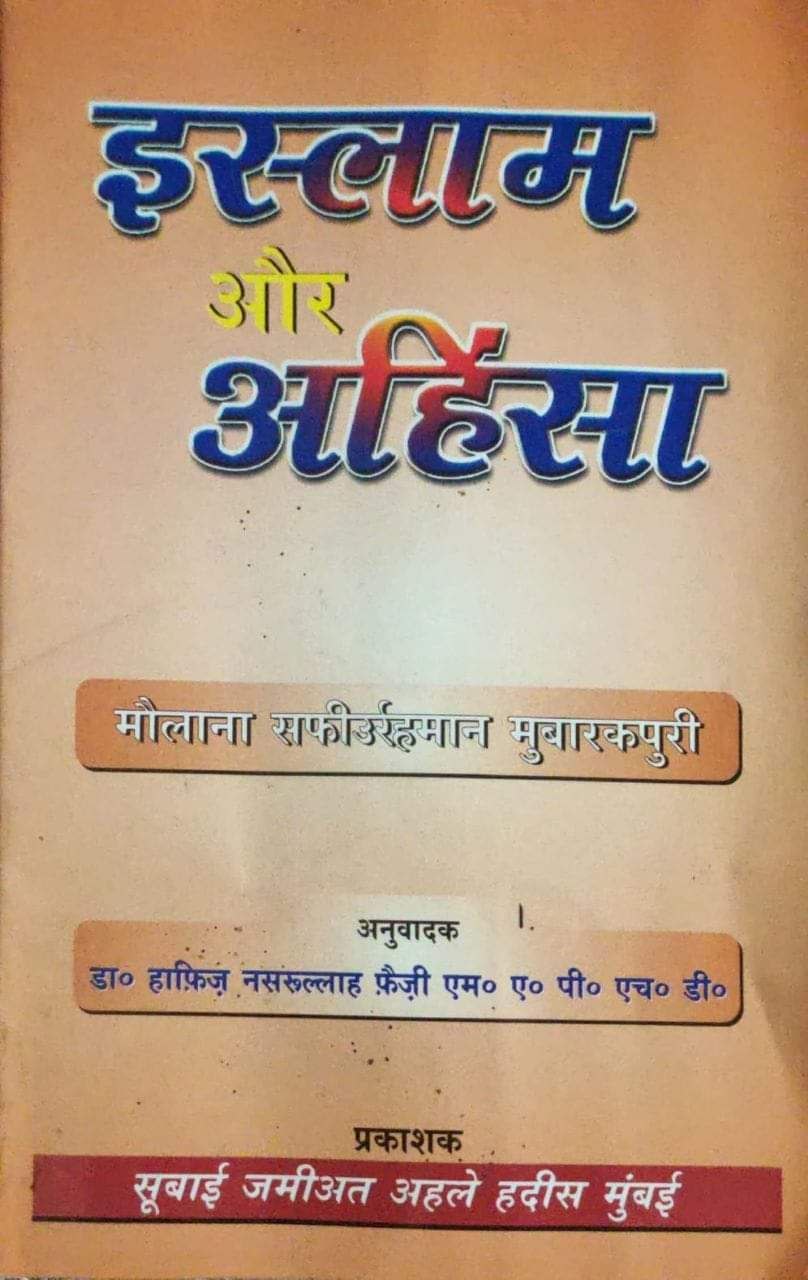 इस्लाम
और
अहिंसा
मौलाना सफीउर्रहमान मुबारकपुरी
अनुवादक
डा० हाफ़िज़ नसरूल्लाह फ़ैज़ी एम० ए० पी० एच० डी०
प्रकाशक
सूबाई जमीअत अहले हदीस मुंबई